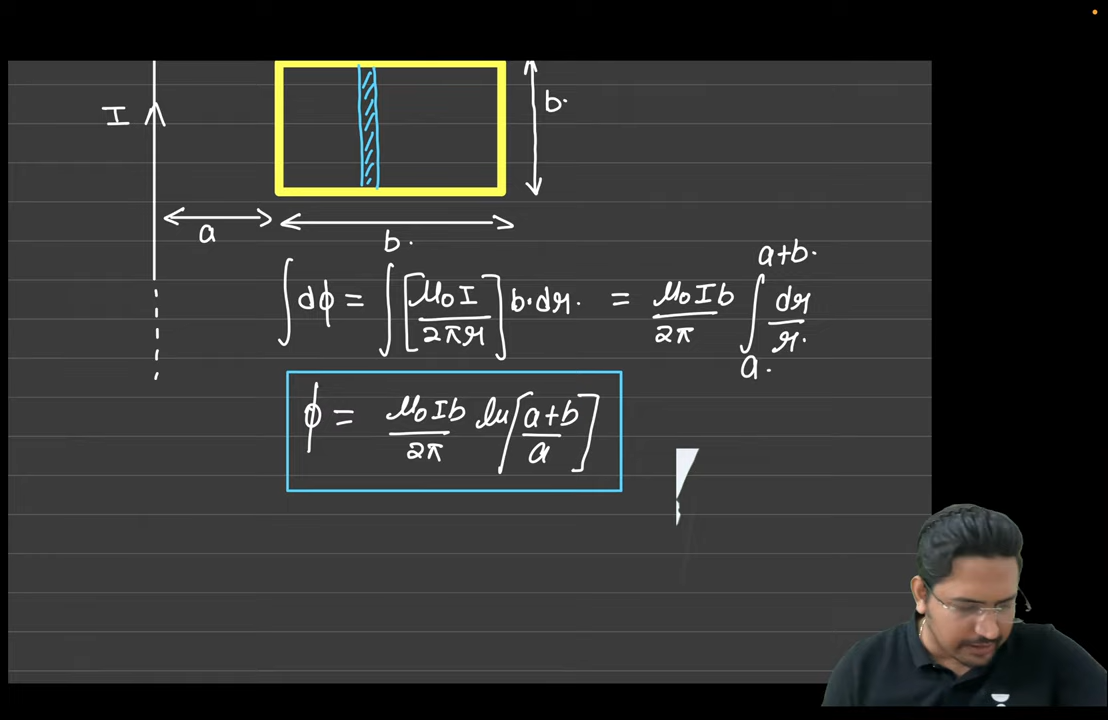 I
b.
a
b.
∫dϕ = ∫[μ₀I/2πr] b.dr. = μ₀Ib/2π ∫ₐ.ᵃ⁺ᵇ· dr/r.
ϕ = μ₀Ib/2π ln[a+b/a]